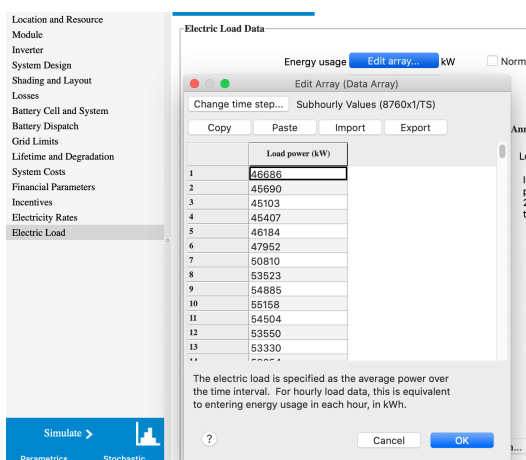 Location and Resource
Module
Inverter
System Design
Shading and Layout
Losses
Battery Cell and System
Battery Dispatch
Grid Limits
Lifetime and Degradation
System Costs
Financial Parameters
Incentives
Electricity Rates
Electric Load
Simulate >
Parametrics Stochastic
Electric Load Data
Energy usage Edit array... kW Norm
Edit Array (Data Array)
Change time step... Subhourly Values (8760x1/TS)
Copy Paste Import Export
Load power (kW)
1 46686
2 45690
3 45103
4 45407
5 46184
6 47952
7 50810
8 53523
9 54885
10 55158
11 54504
12 53550
13 53330
14
The electric load is specified as the average power over
the time interval. For hourly load data, this is equivalent
to entering energy usage in each hour, in kWh.
? Cancel OK
Ann